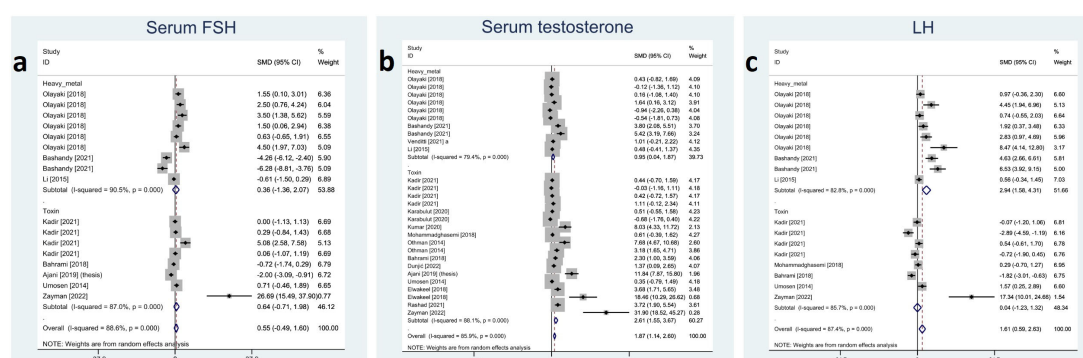 Serum FSH
a
Study
ID
SMD (95% CI)
%
Weight
Heavy_metal
Olayaki [2018] 1.55 (0.10, 3.01) 6.36
Olayaki [2018] 2.50 (0.76, 4.24) 6.04
Olayaki [2018] 3.50 (1.38, 5.62) 5.59
Olayaki [2018] 1.50 (0.06, 2.94) 6.38
Olayaki [2018] 0.63 (-0.65, 1.91) 6.55
Olayaki [2018] 4.50 (1.97, 7.03) 5.09
Bashandy [2021] -4.26 (-6.12, -2.40) 5.90
Bashandy [2021] -6.28 (-8.81, -3.76) 5.09
Li [2015] -0.61 (-1.50, 0.29) 6.89
Subtotal (I-squared = 90.5%, p = 0.000) 0.36 (-1.36, 2.07) 53.88
.
Toxin
Kadir [2021] 0.00 (-1.13, 1.13) 6.69
Kadir [2021] 0.29 (-0.84, 1.43) 6.68
Kadir [2021] 5.08 (2.58, 7.58) 5.13
Kadir [2021] 0.06 (-1.07, 1.19) 6.69
Bahrami [2018] -0.72 (-1.74, 0.29) 6.79
Ajani [2019] (thesis) -2.00 (-3.09, -0.91) 6.72
Umosen [2014] 0.71 (-0.46, 1.89) 6.65
Zayman [2022] 26.69 (15.49, 37.90) 0.77
Subtotal (I-squared = 87.0%, p = 0.000) 0.64 (-0.71, 1.98) 46.12
.
Overall (I-squared = 88.6%, p = 0.000) 0.55 (-0.49, 1.60) 100.00
NOTE: Weights are from random effects analysis
Serum testosterone
b
Study
ID
SMD (95% CI)
%
Weight
Heavy_metal
Olayaki [2018] 0.43 (-0.82, 1.69) 4.09
Olayaki [2018] -0.12 (-1.36, 1.12) 4.10
Olayaki [2018] 0.16 (-1.08, 1.40) 4.10
Olayaki [2018] 1.64 (0.16, 3.12) 3.91
Olayaki [2018] -0.94 (-2.26, 0.38) 4.04
Olayaki [2018] -0.54 (-1.81, 0.73) 4.08
Bashandy [2021] 3.80 (2.08, 5.51) 3.70
Bashandy [2021] 5.42 (3.19, 7.66) 3.22
Venditti [2021] a 1.01 (-0.21, 2.22) 4.12
Li [2015] 0.48 (-0.41, 1.37) 4.35
Subtotal (I-squared = 79.4%, p = 0.000) 0.95 (0.04, 1.87) 39.73
.
Toxin
Kadir [2021] 0.44 (-0.70, 1.59) 4.17
Kadir [2021] -0.03 (-1.16, 1.11) 4.18
Kadir [2021] 0.42 (-0.72, 1.57) 4.17
Kadir [2021] 1.11 (-0.12, 2.34) 4.11
Karabulut [2020] 0.51 (-0.55, 1.58) 4.23
Karabulut [2020] -0.68 (-1.76, 0.40) 4.22
Kumar [2020] 8.03 (4.33, 11.72) 2.13
Mohammadghasemi [2018] 0.61 (-0.39, 1.62) 4.27
Othman [2014] 7.68 (4.67, 10.68) 2.60
Othman [2014] 3.18 (1.65, 4.71) 3.86
Bahrami [2018] 2.30 (1.00, 3.59) 4.06
Dunjić [2022] 1.37 (0.09, 2.65) 4.07
Ajani [2019] (thesis) 11.84 (7.87, 15.80) 1.96
Umosen [2014] 0.35 (-0.79, 1.49) 4.18
Elwakeel [2018] 3.68 (1.71, 5.65) 3.48
Elwakeel [2018] 18.46 (10.29, 26.62) 0.68
Rashad [2021] 3.72 (1.90, 5.54) 3.61
Zayman [2022] 31.90 (18.52, 45.27) 0.28
Subtotal (I-squared = 88.1%, p = 0.000) 2.61 (1.55, 3.67) 60.27
.
Overall (I-squared = 85.9%, p = 0.000) 1.87 (1.14, 2.60) 100.00
NOTE: Weights are from random effects analysis
LH
c
Study
ID
SMD (95% CI)
%
Weight
Heavy_metal
Olayaki [2018] 0.97 (-0.36, 2.30) 6.60
Olayaki [2018] 4.45 (1.94, 6.96) 5.13
Olayaki [2018] 0.74 (-0.55, 2.03) 6.64
Olayaki [2018] 1.92 (0.37, 3.48) 6.33
Olayaki [2018] 2.83 (0.97, 4.69) 5.96
Olayaki [2018] 8.47 (4.14, 12.80) 3.17
Bashandy [2021] 4.63 (2.66, 6.61) 5.81
Bashandy [2021] 6.53 (3.92, 9.15) 5.00
Li [2015] 0.56 (-0.34, 1.45) 7.03
Subtotal (I-squared = 82.8%, p = 0.000) 2.94 (1.58, 4.31) 51.66
.
Toxin
Kadir [2021] -0.07 (-1.20, 1.06) 6.81
Kadir [2021] -2.89 (-4.59, -1.19) 6.16
Kadir [2021] 0.54 (-0.61, 1.70) 6.78
Kadir [2021] -0.72 (-1.90, 0.45) 6.76
Mohammadghasemi [2018] 0.29 (-0.70, 1.27) 6.95
Bahrami [2018] -1.82 (-3.01, -0.63) 6.75
Umosen [2014] 1.57 (0.25, 2.89) 6.60
Zayman [2022] 17.34 (10.01, 24.66) 1.54
Subtotal (I-squared = 85.7%, p = 0.000) 0.04 (-1.23, 1.32) 48.34
.
Overall (I-squared = 87.4%, p = 0.000) 1.61 (0.59, 2.63) 100.00
NOTE: Weights are from random effects analysis